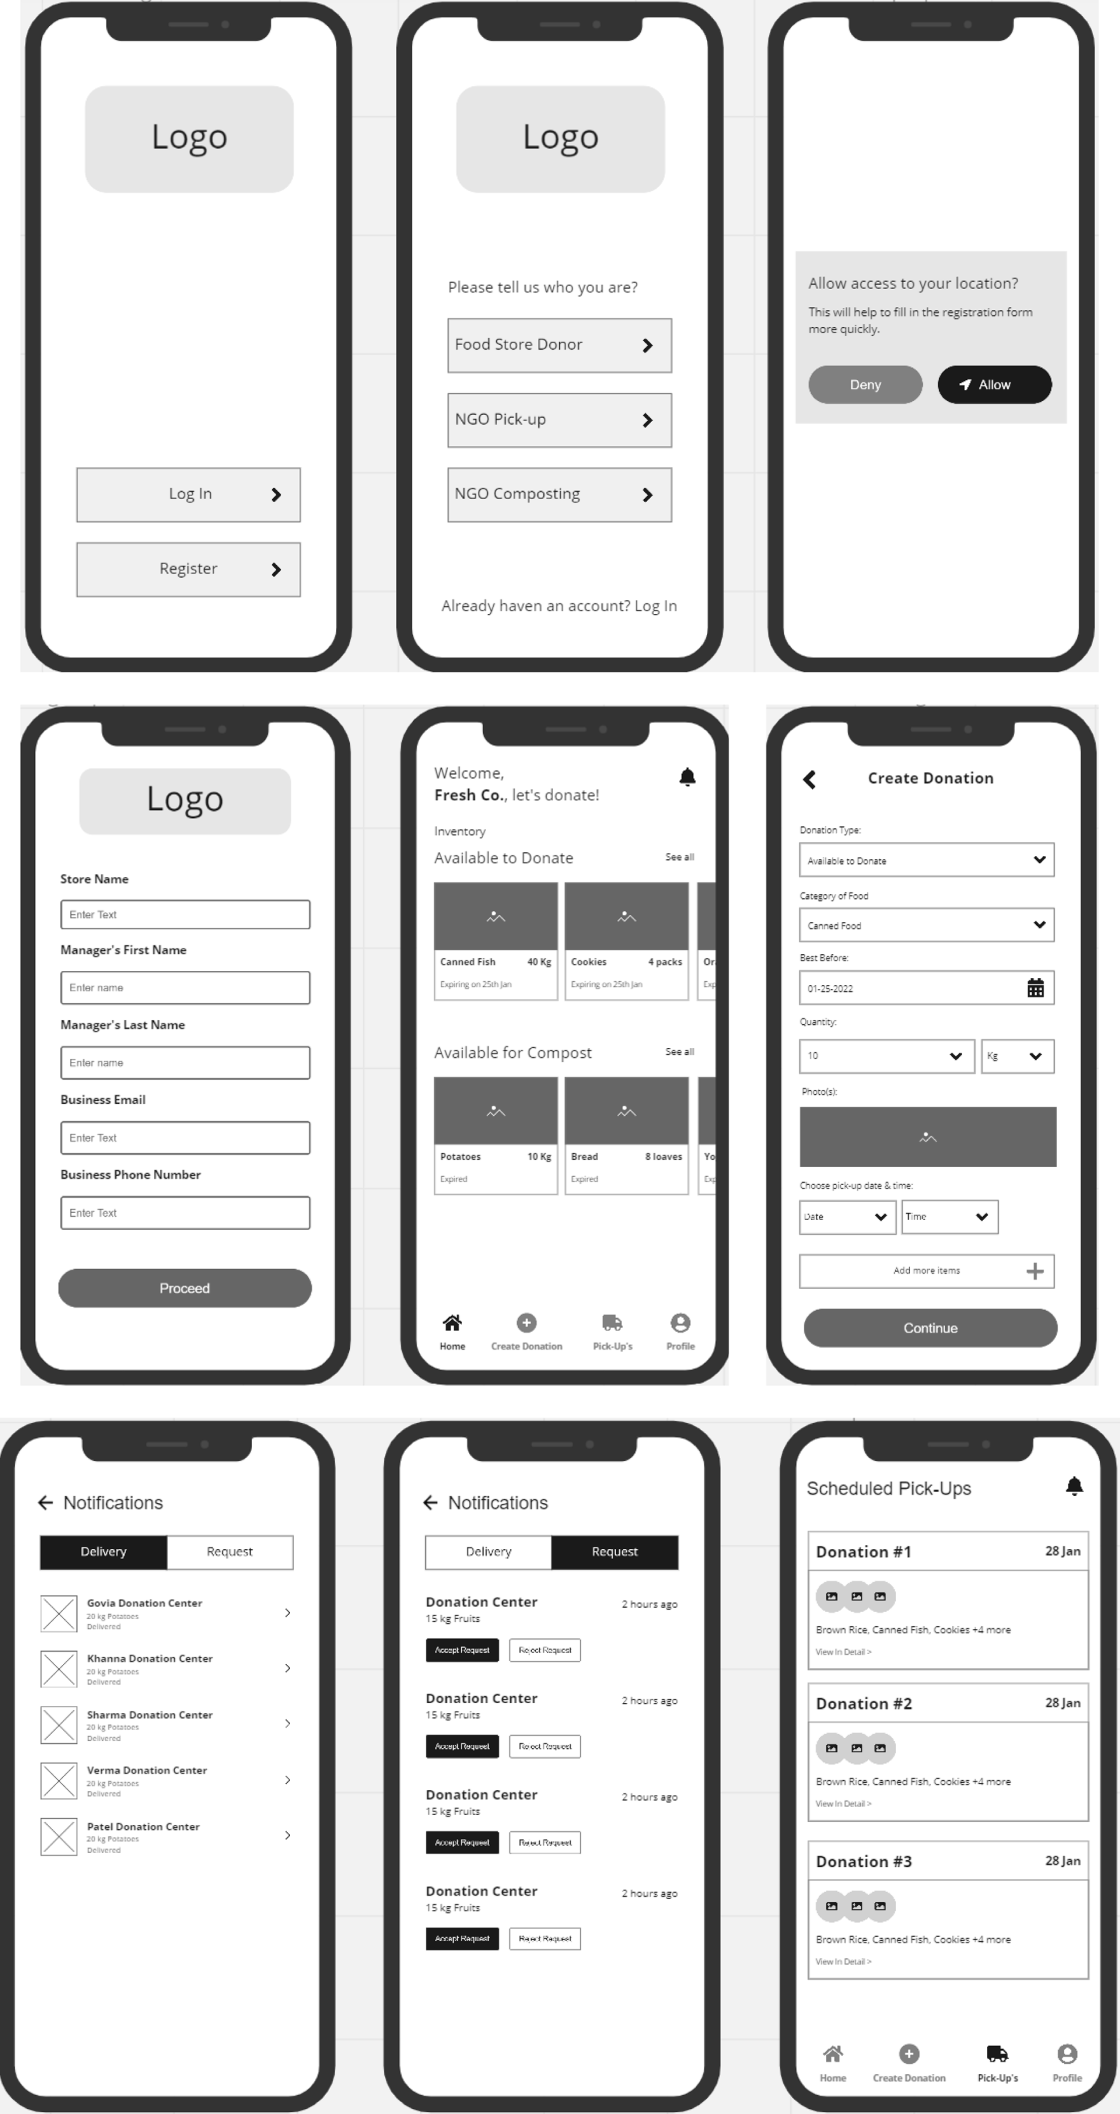 Logo
Log In
Register
Logo
Please tell us who you are?
Food Store Donor
NGO Pick-up
NGO Composting
Already haven an account? Log In
Allow access to your location?
This will help to fill in the registration form
more quickly.
Deny
Allow
Logo
Store Name
Enter Text
Manager's First Name
Enter name
Manager's Last Name
Enter name
Business Email
Enter Text
Business Phone Number
Enter Text
Proceed
Welcome,
Fresh Co., let's donate!
Inventory
Available to Donate
See all
Canned Fish 40 Kg
Expiring on 25th Jan
Cookies 4 packs
Expiring on 25th Jan
Or
Exp
Available for Compost
See all
Potatoes 10 Kg
Expired
Bread 8 loaves
Expired
Yo
Exp
Home
Create Donation
Pick-Up's
Profile
Create Donation
Donation Type:
Available to Donate
Category of Food
Canned Food
Best Before:
01-25-2022
Quantity:
10
Kg
Photo(s):
Choose pick-up date & time:
Date
Time
Add more items
Continue
Notifications
Delivery
Request
Govia Donation Center
20 kg Potatoes
Delivered
Khanna Donation Center
20 kg Potatoes
Delivered
Sharma Donation Center
20 kg Potatoes
Delivered
Verma Donation Center
20 kg Potatoes
Delivered
Patel Donation Center
20 kg Potatoes
Delivered
Notifications
Delivery
Request
Donation Center
2 hours ago
15 kg Fruits
Accept Request
Reject Request
Donation Center
2 hours ago
15 kg Fruits
Accept Request
Reject Request
Donation Center
2 hours ago
15 kg Fruits
Accept Request
Reject Request
Donation Center
2 hours ago
15 kg Fruits
Accept Request
Reject Request
Scheduled Pick-Ups
Donation #1 28 Jan
Brown Rice, Canned Fish, Cookies +4 more
View In Detail >
Donation #2 28 Jan
Brown Rice, Canned Fish, Cookies +4 more
View In Detail >
Donation #3 28 Jan
Brown Rice, Canned Fish, Cookies +4 more
View In Detail >
Home
Create Donation
Pick-Up's
Profile